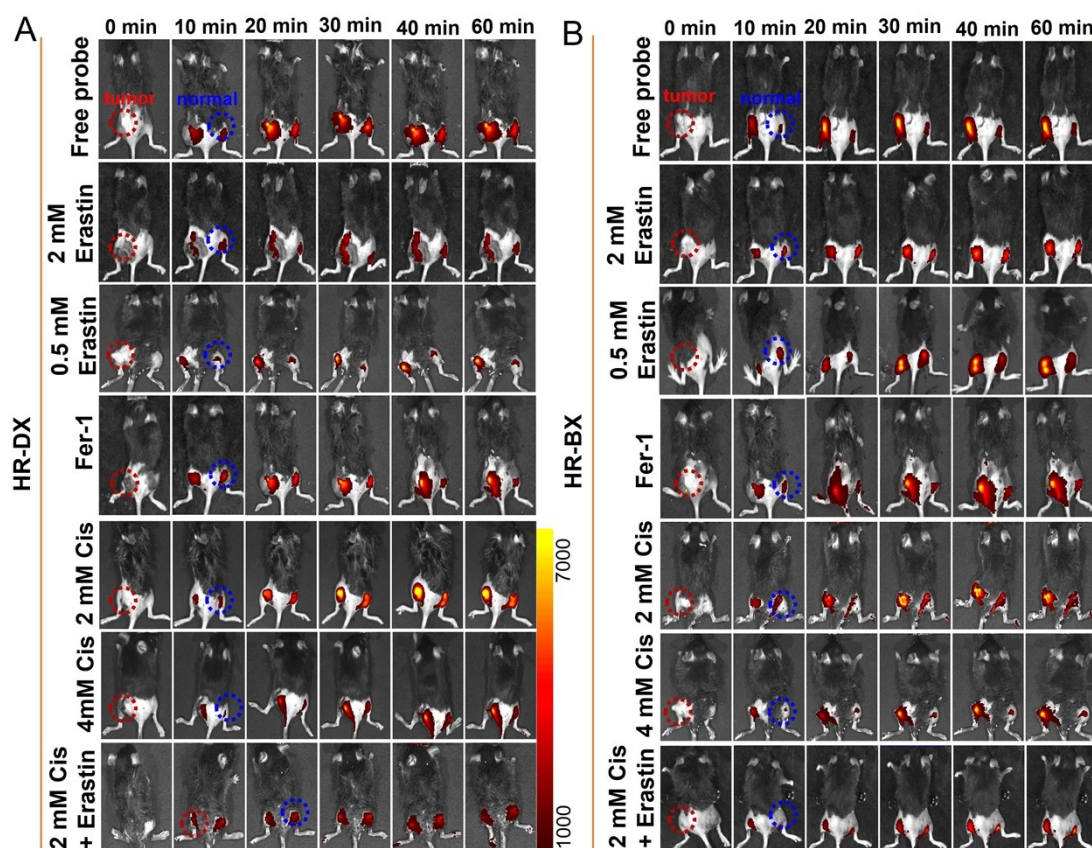 A
0 min 10 min 20 min 30 min 40 min 60 min
HR-DX
Free probe
tumor normal
2 mM
Erastin
0.5 mM
Erastin
Fer-1
2 mM Cis
4mM Cis
2 mM Cis
+ Erastin
7000
1000
B
0 min 10 min 20 min 30 min 40 min 60 min
HR-BX
Free probe
tumor normal
2 mM
Erastin
0.5 mM
Erastin
Fer-1
2 mM Cis
4 mM Cis
2 mM Cis
+ Erastin